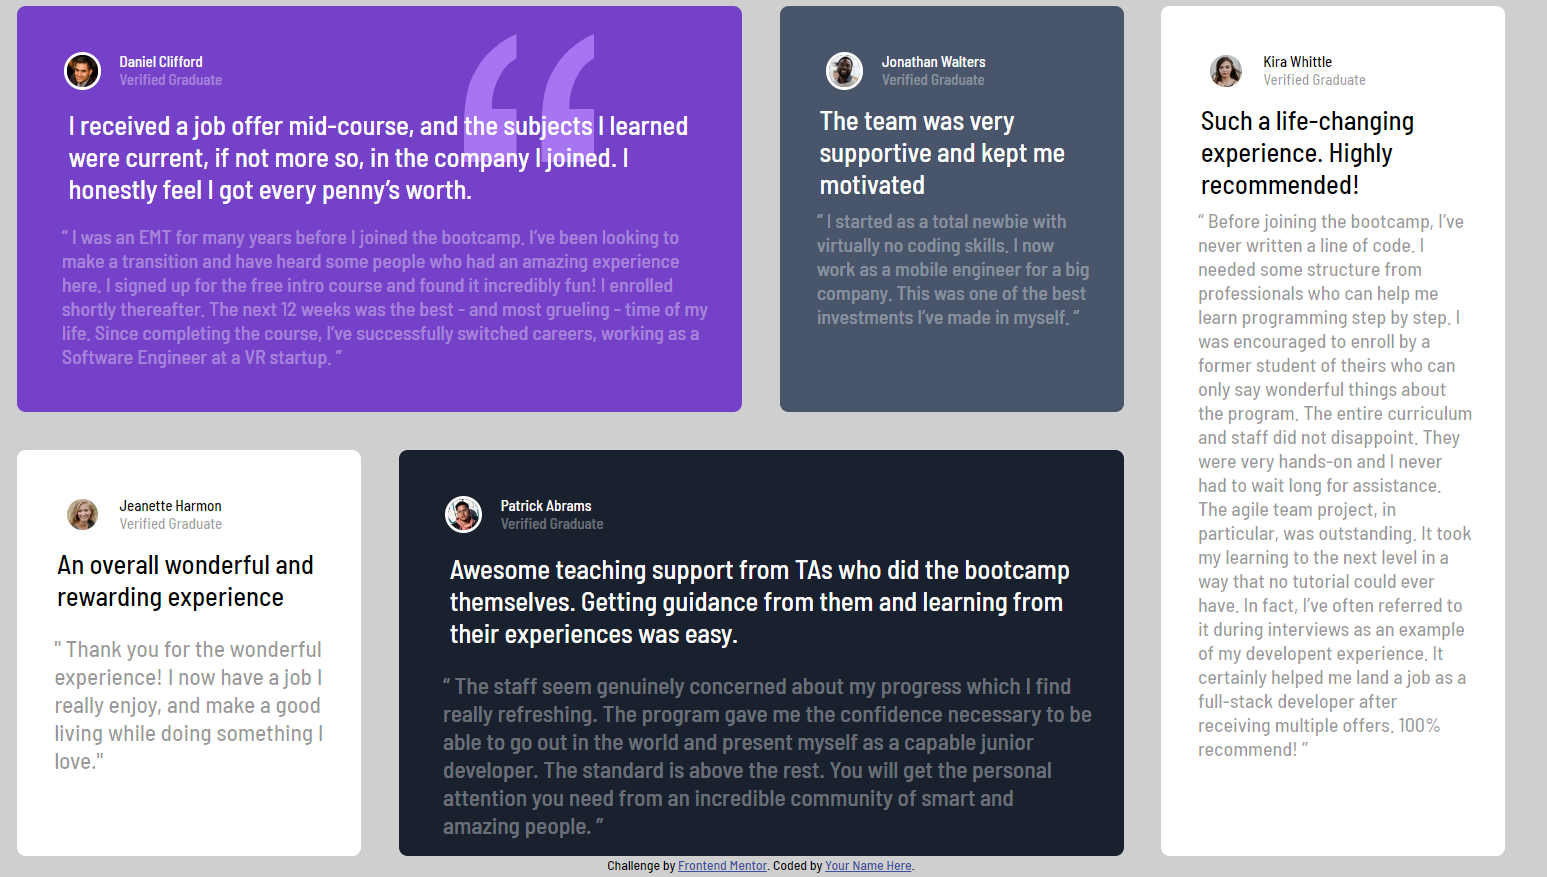 Daniel Clifford
Verified Graduate
I received a job offer mid-course, and the subjects I learned
were current, if not more so, in the company I joined. I
honestly feel I got every penny’s worth.
“ I was an EMT for many years before I joined the bootcamp. I’ve been looking to
make a transition and have heard some people who had an amazing experience
here. I signed up for the free intro course and found it incredibly fun! I enrolled
shortly thereafter. The next 12 weeks was the best - and most grueling - time of my
life. Since completing the course, I’ve successfully switched careers, working as a
Software Engineer at a VR startup. ”
Jonathan Walters
Verified Graduate
The team was very
supportive and kept me
motivated
“ I started as a total newbie with
virtually no coding skills. I now
work as a mobile engineer for a big
company. This was one of the best
investments I’ve made in myself. ”
Kira Whittle
Verified Graduate
Such a life-changing
experience. Highly
recommended!
“ Before joining the bootcamp, I’ve
never written a line of code. I
needed some structure from
professionals who can help me
learn programming step by step. I
was encouraged to enroll by a
former student of theirs who can
only say wonderful things about
the program. The entire curriculum
and staff did not disappoint. They
were very hands-on and I never
had to wait long for assistance.
The agile team project, in
particular, was outstanding. It took
my learning to the next level in a
way that no tutorial could ever
have. In fact, I’ve often referred to
it during interviews as an example
of my developent experience. It
certainly helped me land a job as a
full-stack developer after
receiving multiple offers. 100%
recommend! ”
Jeanette Harmon
Verified Graduate
An overall wonderful and
rewarding experience
" Thank you for the wonderful
experience! I now have a job I
really enjoy, and make a good
living while doing something I
love."
Patrick Abrams
Verified Graduate
Awesome teaching support from TAs who did the bootcamp
themselves. Getting guidance from them and learning from
their experiences was easy.
“ The staff seem genuinely concerned about my progress which I find
really refreshing. The program gave me the confidence necessary to be
able to go out in the world and present myself as a capable junior
developer. The standard is above the rest. You will get the personal
attention you need from an incredible community of smart and
amazing people. ”
Challenge by Frontend Mentor. Coded by Your Name Here.